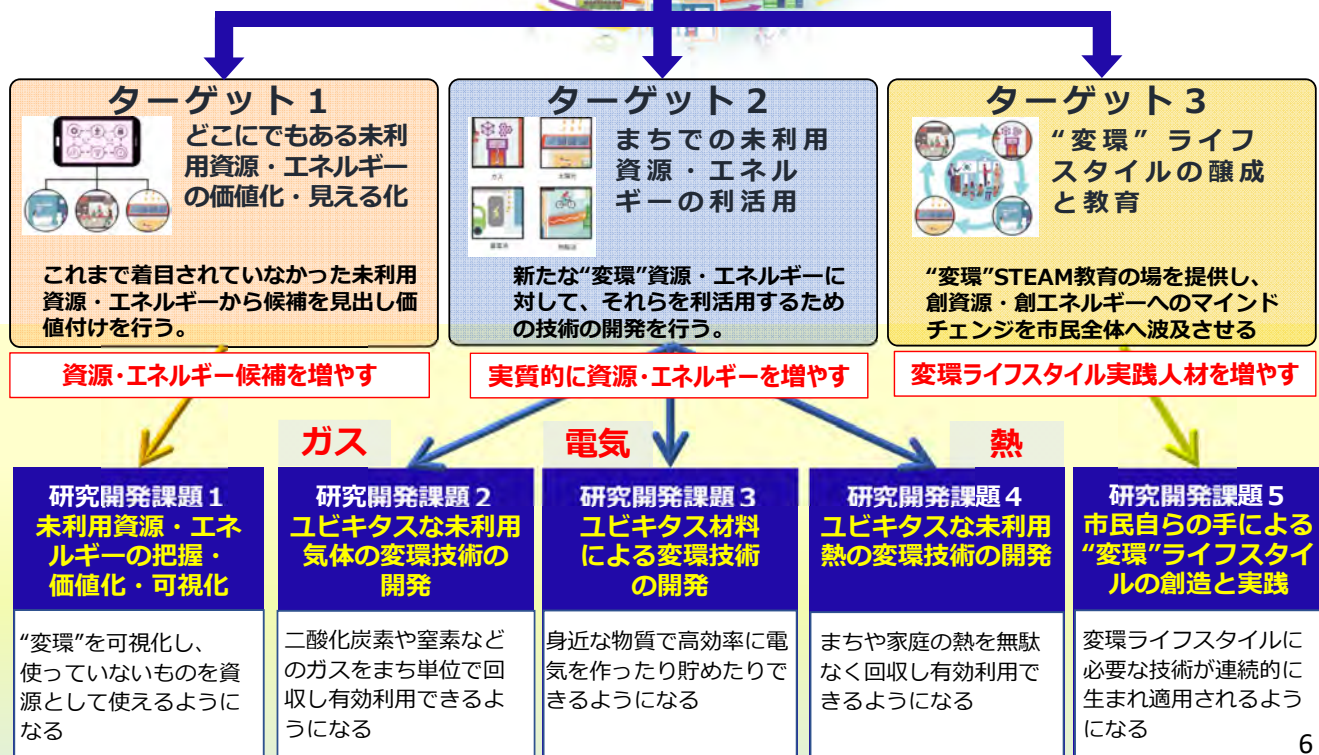 ターゲット１
どこにでもある未利
用資源・エネルギー
の価値化・見える化
これまで着目されていなかった未利用
資源・エネルギーから候補を見出し価
値付けを行う。
資源・エネルギー候補を増やす
ターゲット２
ガス
まちでの未利用
資源・エネル
ギーの利活用
新たな“変環”資源・エネルギーに
対して、それらを利活用するため
の技術の開発を行う。
実質的に資源・エネルギーを増やす
ターゲット３
“変環” ライフ
スタイルの醸成
と教育
“変環”STEAM教育の場を提供し、
創資源・創エネルギーへのマインド
チェンジを市民全体へ波及させる
変環ライフスタイル実践人材を増やす
ガス
電気
熱
研究開発課題１
未利用資源・エネ
ルギーの把握・
価値化・可視化
“変環”を可視化し、
使っていないものを資
源として使えるように
なる
研究開発課題２
ユビキタスな未利用
気体の変環技術の
開発
二酸化炭素や窒素など
のガスをまち単位で回
収し有効利用できるよ
うになる
研究開発課題３
ユビキタス材料
による変環技術
の開発
身近な物質で高効率に電
気を作ったり貯めたりで
きるようになる
研究開発課題４
ユビキタスな未利用
熱の変環技術の開発
まちや家庭の熱を無駄
なく回収し有効利用で
きるようになる
研究開発課題５
市民自らの手による
“変環”ライフスタイ
ルの創造と実践
変環ライフスタイルに
必要な技術が連続的に
生まれ適用されるよう
になる
6